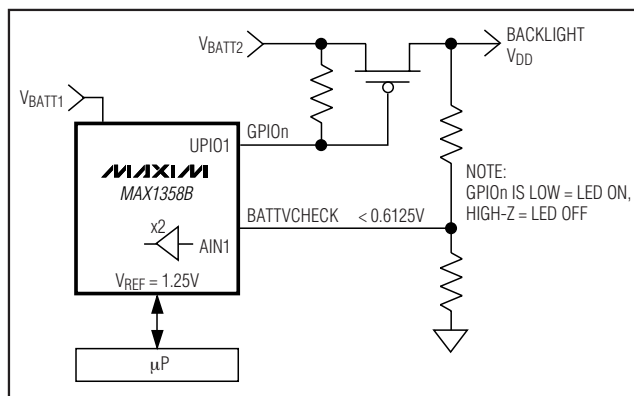 VBATT2
BACKLIGHT
VDD
VBATT1
UPIO1
GPIOn
MAXIM
MAX1358B
NOTE:
GPIOn IS LOW = LED ON,
HIGH-Z = LED OFF
BATTVCHECK < 0.6125V
x2
AIN1
VREF = 1.25V
µP